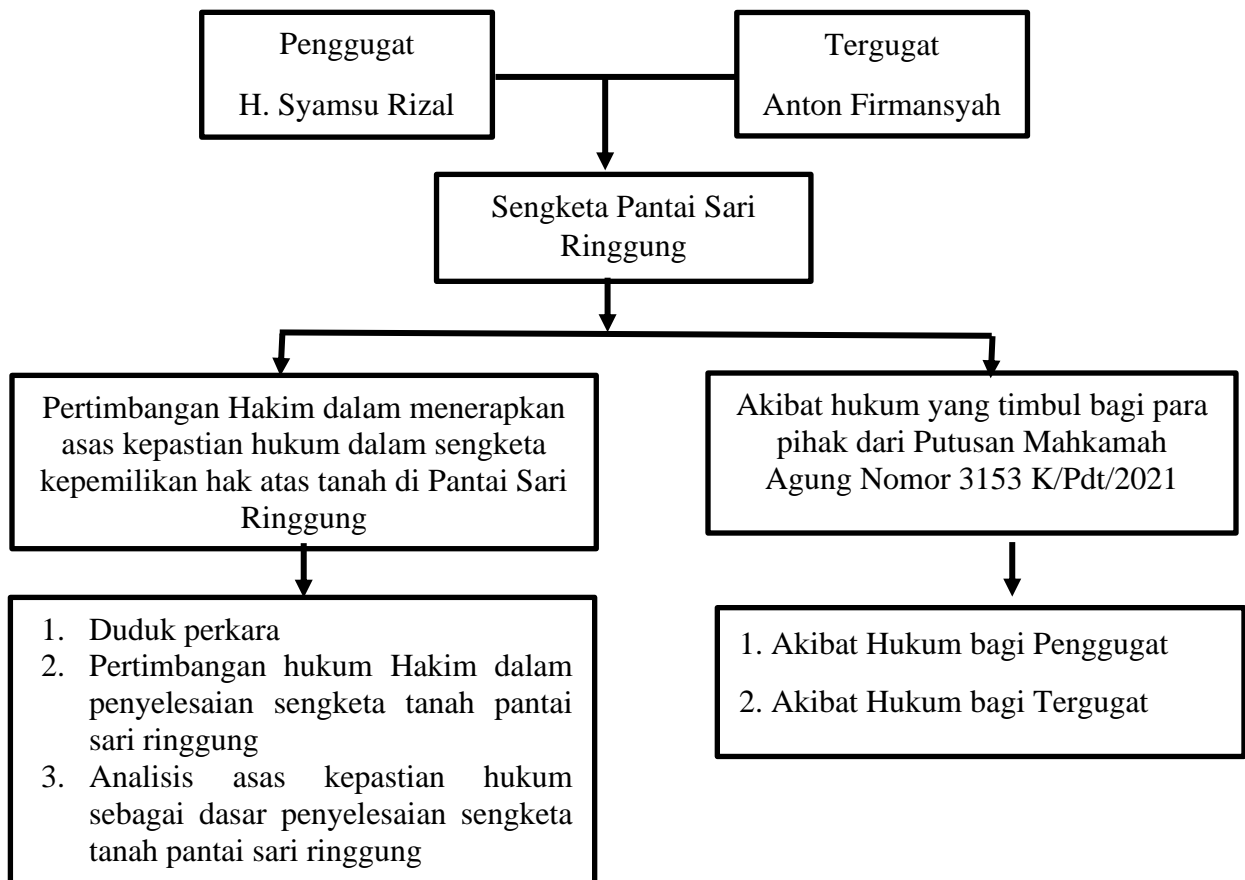 Penggugat
H. Syamsu Rizal
Tergugat
Anton Firmansyah
Sengketa Pantai Sari
Ringgung
Pertimbangan Hakim dalam menerapkan
asas kepastian hukum dalam sengketa
kepemilikan hak atas tanah di Pantai Sari
Ringgung
Akibat hukum yang timbul bagi para
pihak dari Putusan Mahkamah
Agung Nomor 3153 K/Pdt/2021
1. Duduk perkara
2. Pertimbangan hukum Hakim dalam
penyelesaian sengketa tanah pantai
sari ringgung
3. Analisis asas kepastian hukum
sebagai dasar penyelesaian sengketa
tanah pantai sari ringgung
1. Akibat Hukum bagi Penggugat
2. Akibat Hukum bagi Tergugat